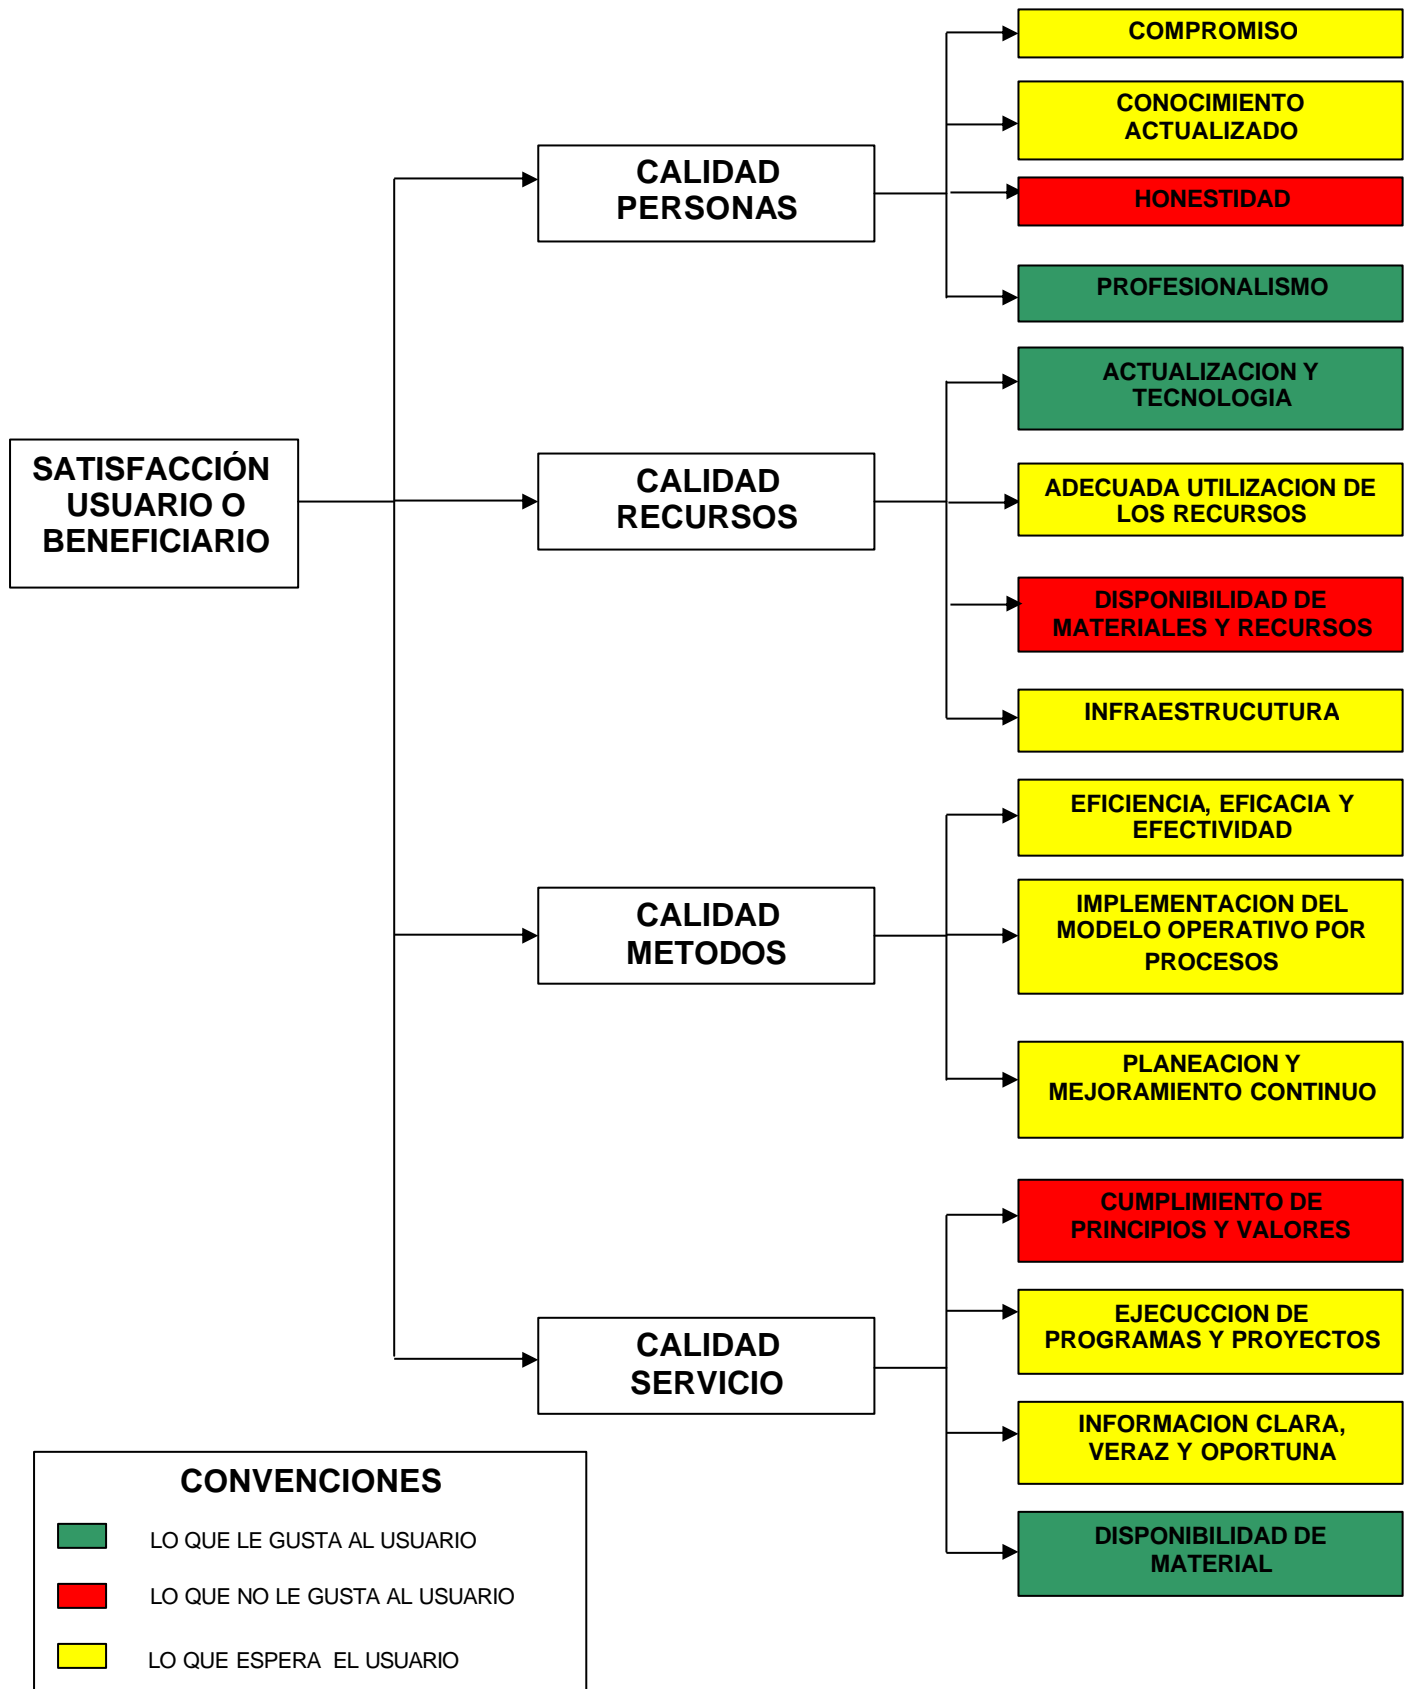 SATISFACCIÓN
USUARIO O
BENEFICIARIO
CALIDAD
PERSONAS
COMPROMISO
CONOCIMIENTO
ACTUALIZADO
HONESTIDAD
PROFESIONALISMO
CALIDAD
RECURSOS
ACTUALIZACION Y
TECNOLOGIA
ADECUADA UTILIZACION DE
LOS RECURSOS
DISPONIBILIDAD DE
MATERIALES Y RECURSOS
INFRAESTRUCUTURA
CALIDAD
METODOS
EFICIENCIA, EFICACIA Y
EFECTIVIDAD
IMPLEMENTACION DEL
MODELO OPERATIVO POR
PROCESOS
PLANEACION Y
MEJORAMIENTO CONTINUO
CALIDAD
SERVICIO
CUMPLIMIENTO DE
PRINCIPIOS Y VALORES
EJECUCCION DE
PROGRAMAS Y PROYECTOS
INFORMACION CLARA,
VERAZ Y OPORTUNA
DISPONIBILIDAD DE
MATERIAL
CONVENCIONES
LO QUE LE GUSTA AL USUARIO
LO QUE NO LE GUSTA AL USUARIO
LO QUE ESPERA EL USUARIO